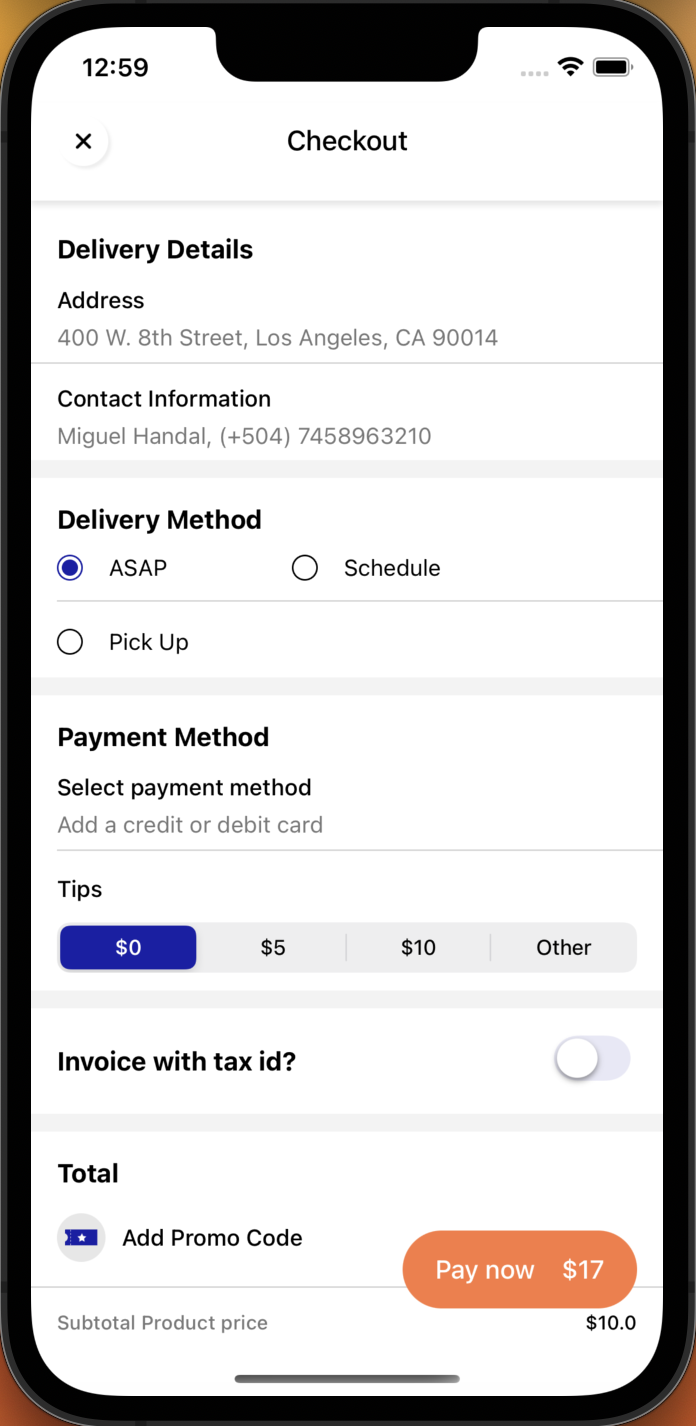 12:59
Checkout
Delivery Details
Address
400 W. 8th Street, Los Angeles, CA 90014
Contact Information
Miguel Handal, (+504) 7458963210
Delivery Method
ASAP Schedule
Pick Up
Payment Method
Select payment method
Add a credit or debit card
Tips
$0 $5 $10 Other
Invoice with tax id?
Total
Add Promo Code
Pay now $17
Subtotal Product price $10.0